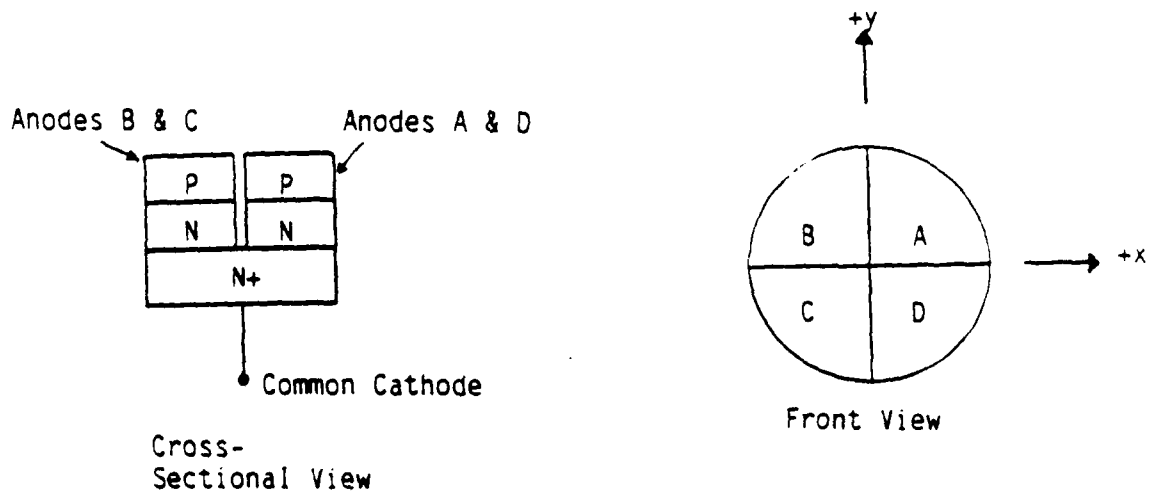 Anodes B & C
Anodes A & D
P
P
N
N
N+
Common Cathode
Cross-
Sectional View
+y
B
A
+x
C
D
Front View